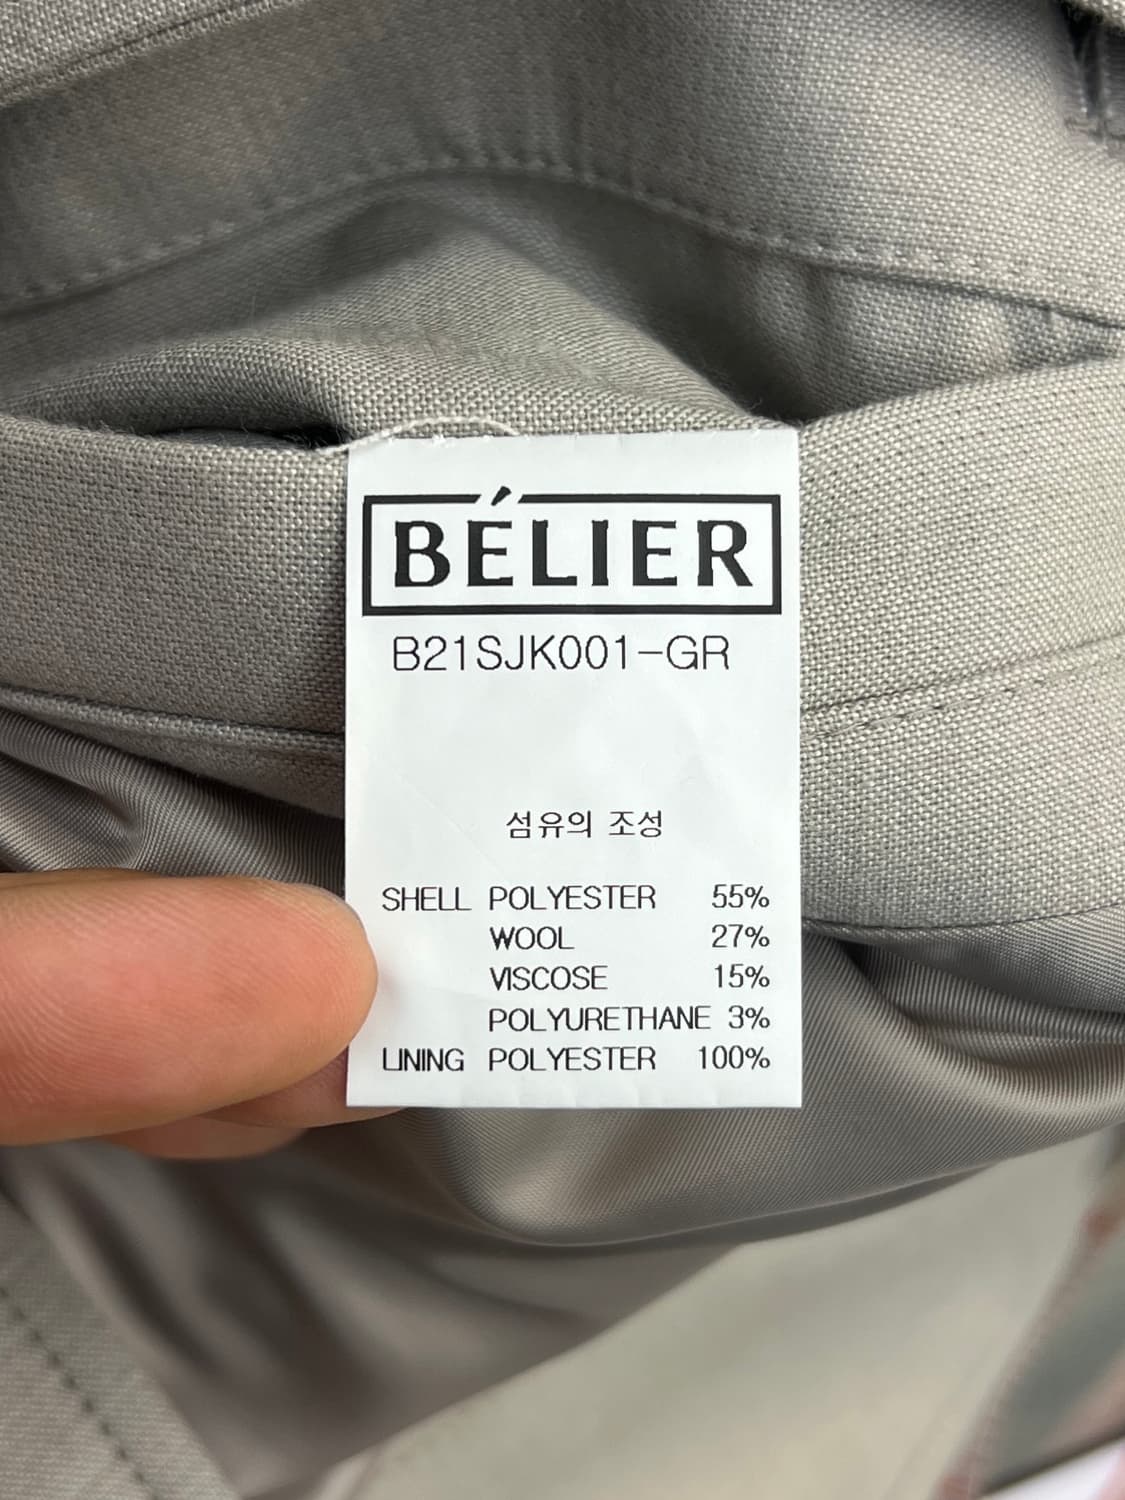 BÉLIER
B21SJK001-GR
섬유의 조성
SHELL POLYESTER 55%
WOOL 27%
VISCOSE 15%
POLYURETHANE 3%
LINING POLYESTER 100%